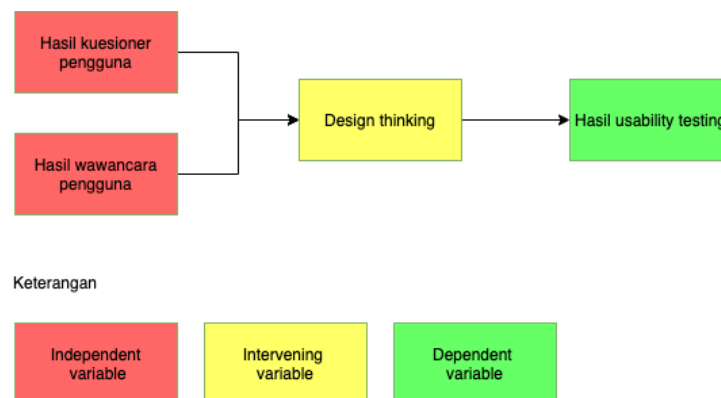 Hasil kuesioner
pengguna
Design thinking
Hasil usability testing
Hasil wawancara
pengguna
Keterangan
Independent
variable
Intervening
variable
Dependent
variable